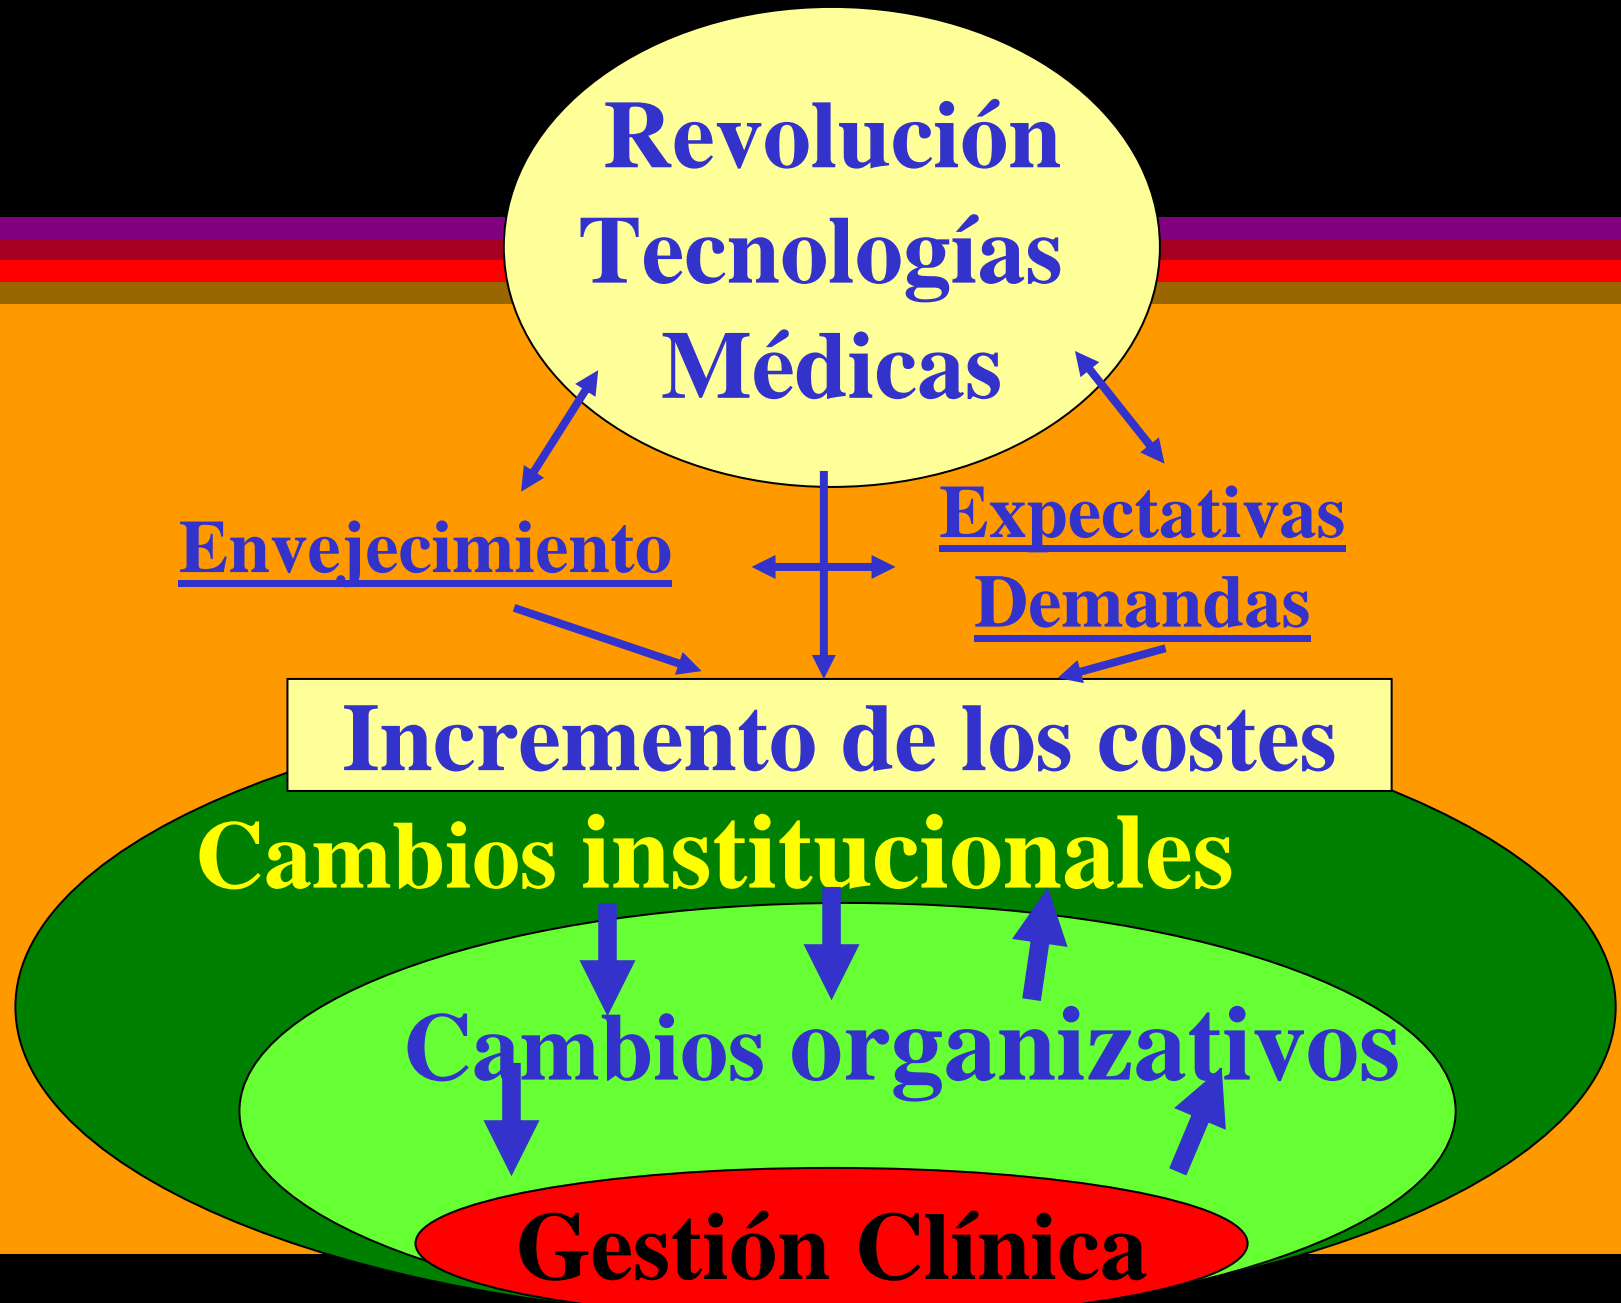 Revolución
Tecnologías
Médicas
Envejecimiento
Expectativas
Demandas
Incremento de los costes
Cambios institucionales
Cambios organizativos
Gestión Clínica